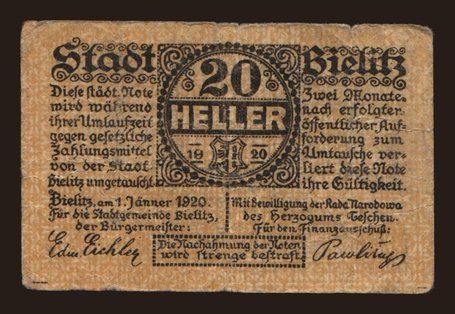 Stadt Bielitz
20
HELLER
19 20
Diese städt. Note
wird während
ihrer Umlaufzeit
gegen gesetzliche
Zahlungsmittel
von der Stadt
Bielitz umgetauscht.
Zwei Monate
nach erfolgter
öffentlicher Auf-
forderung zum
Umtausche ver-
liert diese Note
ihre Gültigkeit.
Bielitz, am 1. Jänner 1920.
Für die Stadtgemeinde Bielitz,
der Bürgermeister:
Mit Bewilligung der Rada Narodowa
des Herzogums Teschen.
Für den Finanzausschuß:
Die Nachahmung der Noten
wird strenge bestraft.